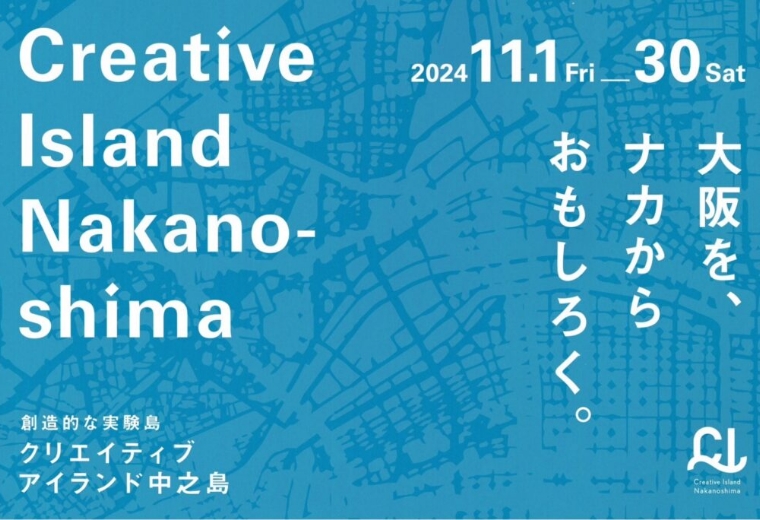 Creative
Island
Nakano-
shima
2024 11.1 Fri __ 30 Sat
大阪を、
ナカから
おもしろく。
創造的な実験島
クリエイティブ
アイランド中之島
Creative Island
Nakanoshima